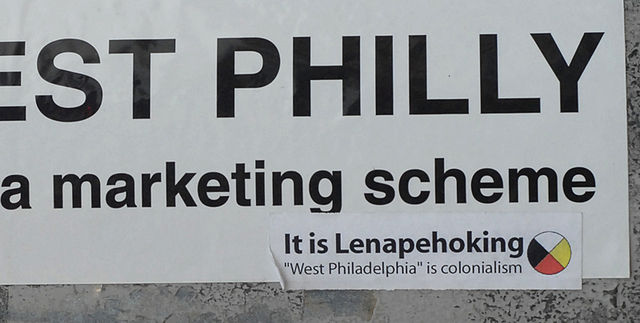 EST PHILLY
a marketing scheme
It is Lenapehoking
"West Philadelphia" is colonialism